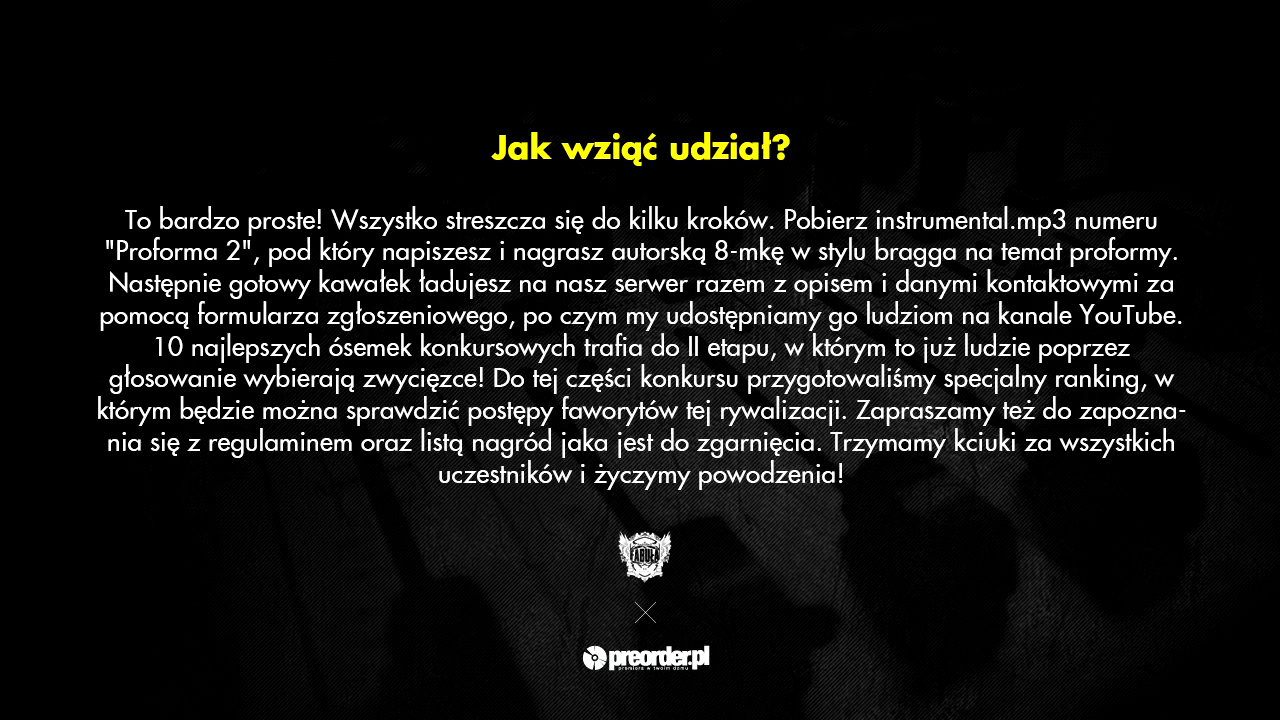 Jak wziąć udział?
To bardzo proste! Wszystko streszcza się do kilku kroków. Pobierz instrumental.mp3 numeru
"Proforma 2", pod który napiszesz i nagrasz autorską 8-mkę w stylu bragga na temat proformy.
Następnie gotowy kawałek ładujesz na nasz serwer razem z opisem i danymi kontaktowymi za
pomocą formularza zgłoszeniowego, po czym my udostępniamy go ludziom na kanale YouTube.
10 najlepszych ósemek konkursowych trafia do II etapu, w którym to już ludzie poprzez
głosowanie wybierają zwycięzce! Do tej części konkursu przygotowaliśmy specjalny ranking, w
którym będzie można sprawdzić postępy faworytów tej rywalizacji. Zapraszamy też do zapozna-
nia się z regulaminem oraz listą nagród jaka jest do zgarnięcia. Trzymamy kciuki za wszystkich
uczestników i życzymy powodzenia!
FABUŁA
preorder.pl
premiera w twoim domu